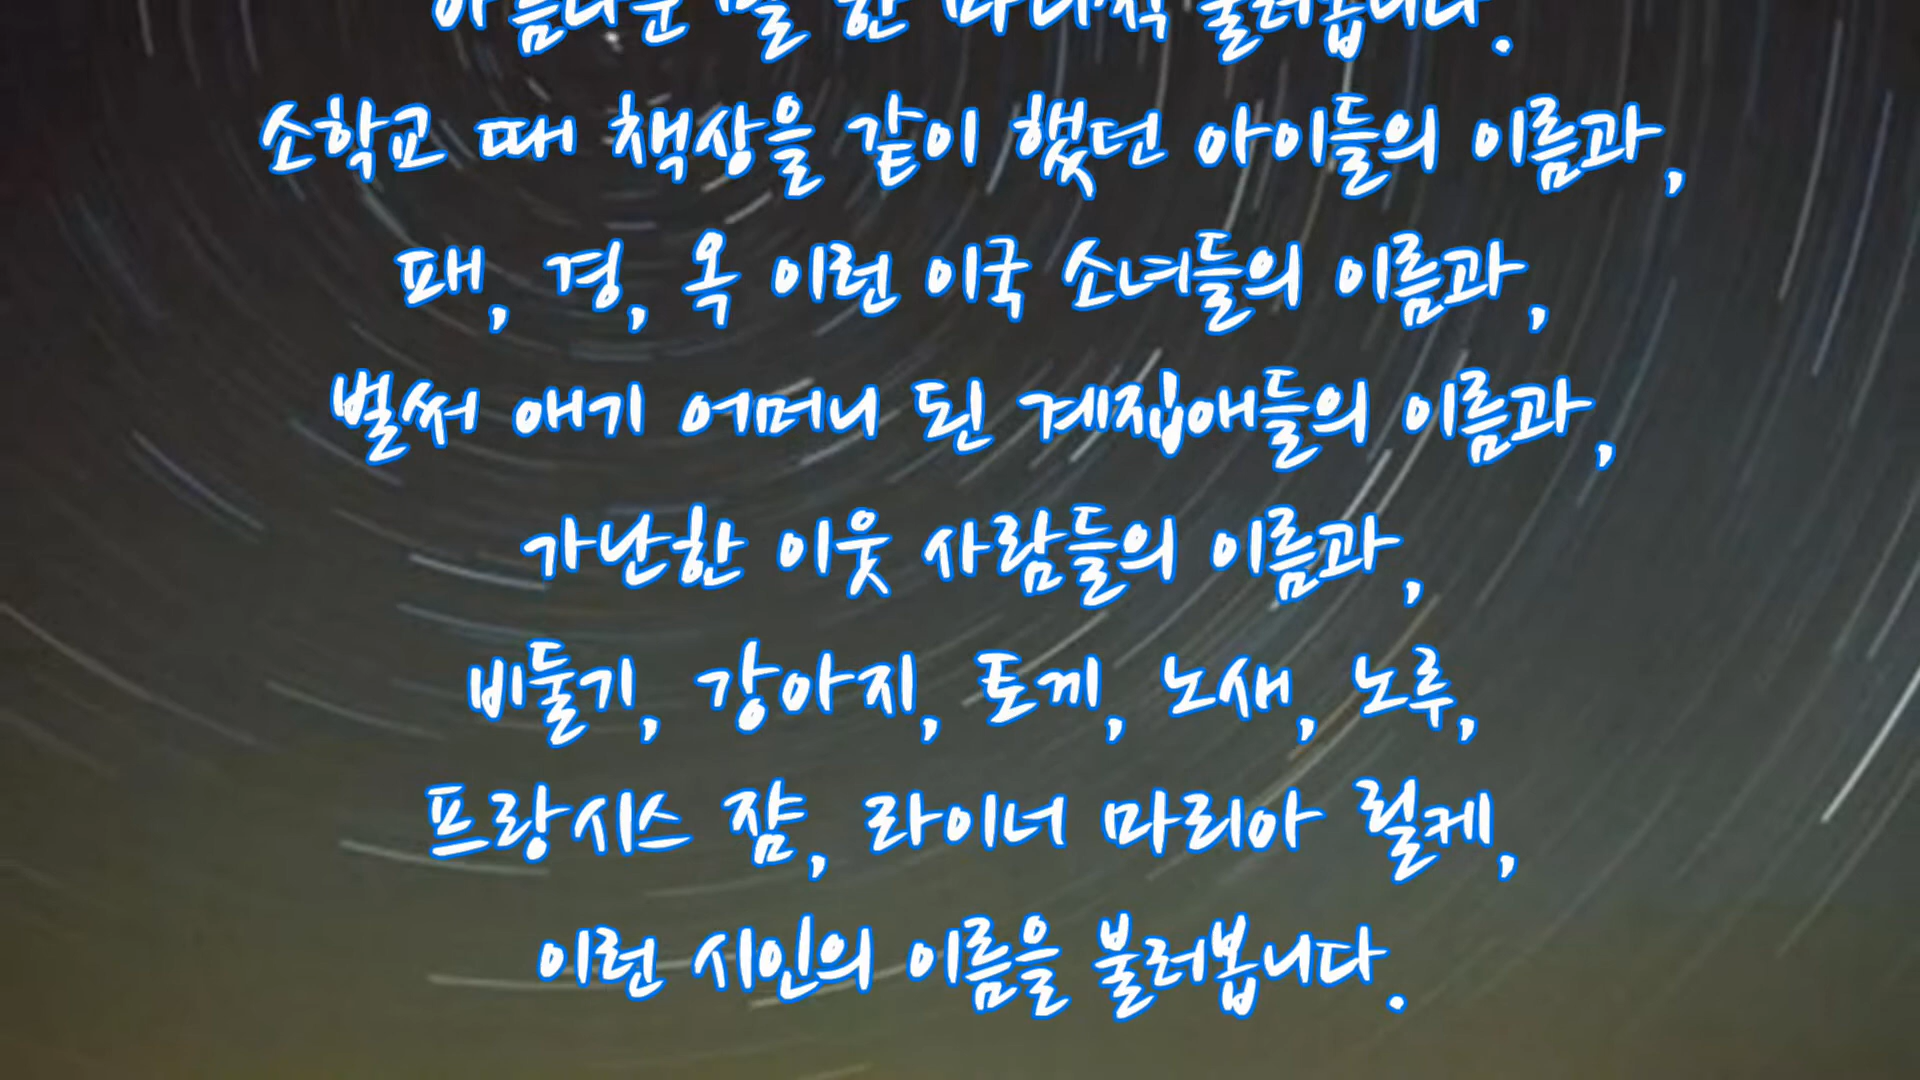 아름다운 말 한 마디씩 불러봅니다.
소학교 때 책상을 같이 했던 아이들의 이름과,
패, 경, 옥 이런 이국 소녀들의 이름과,
벌써 애기 어머니 된 계집애들의 이름과,
가난한 이웃 사람들의 이름과,
비둘기, 강아지, 토끼, 노새, 노루,
프랑시스 쟘, 라이너 마리아 릴케,
이런 시인의 이름을 불러봅니다.